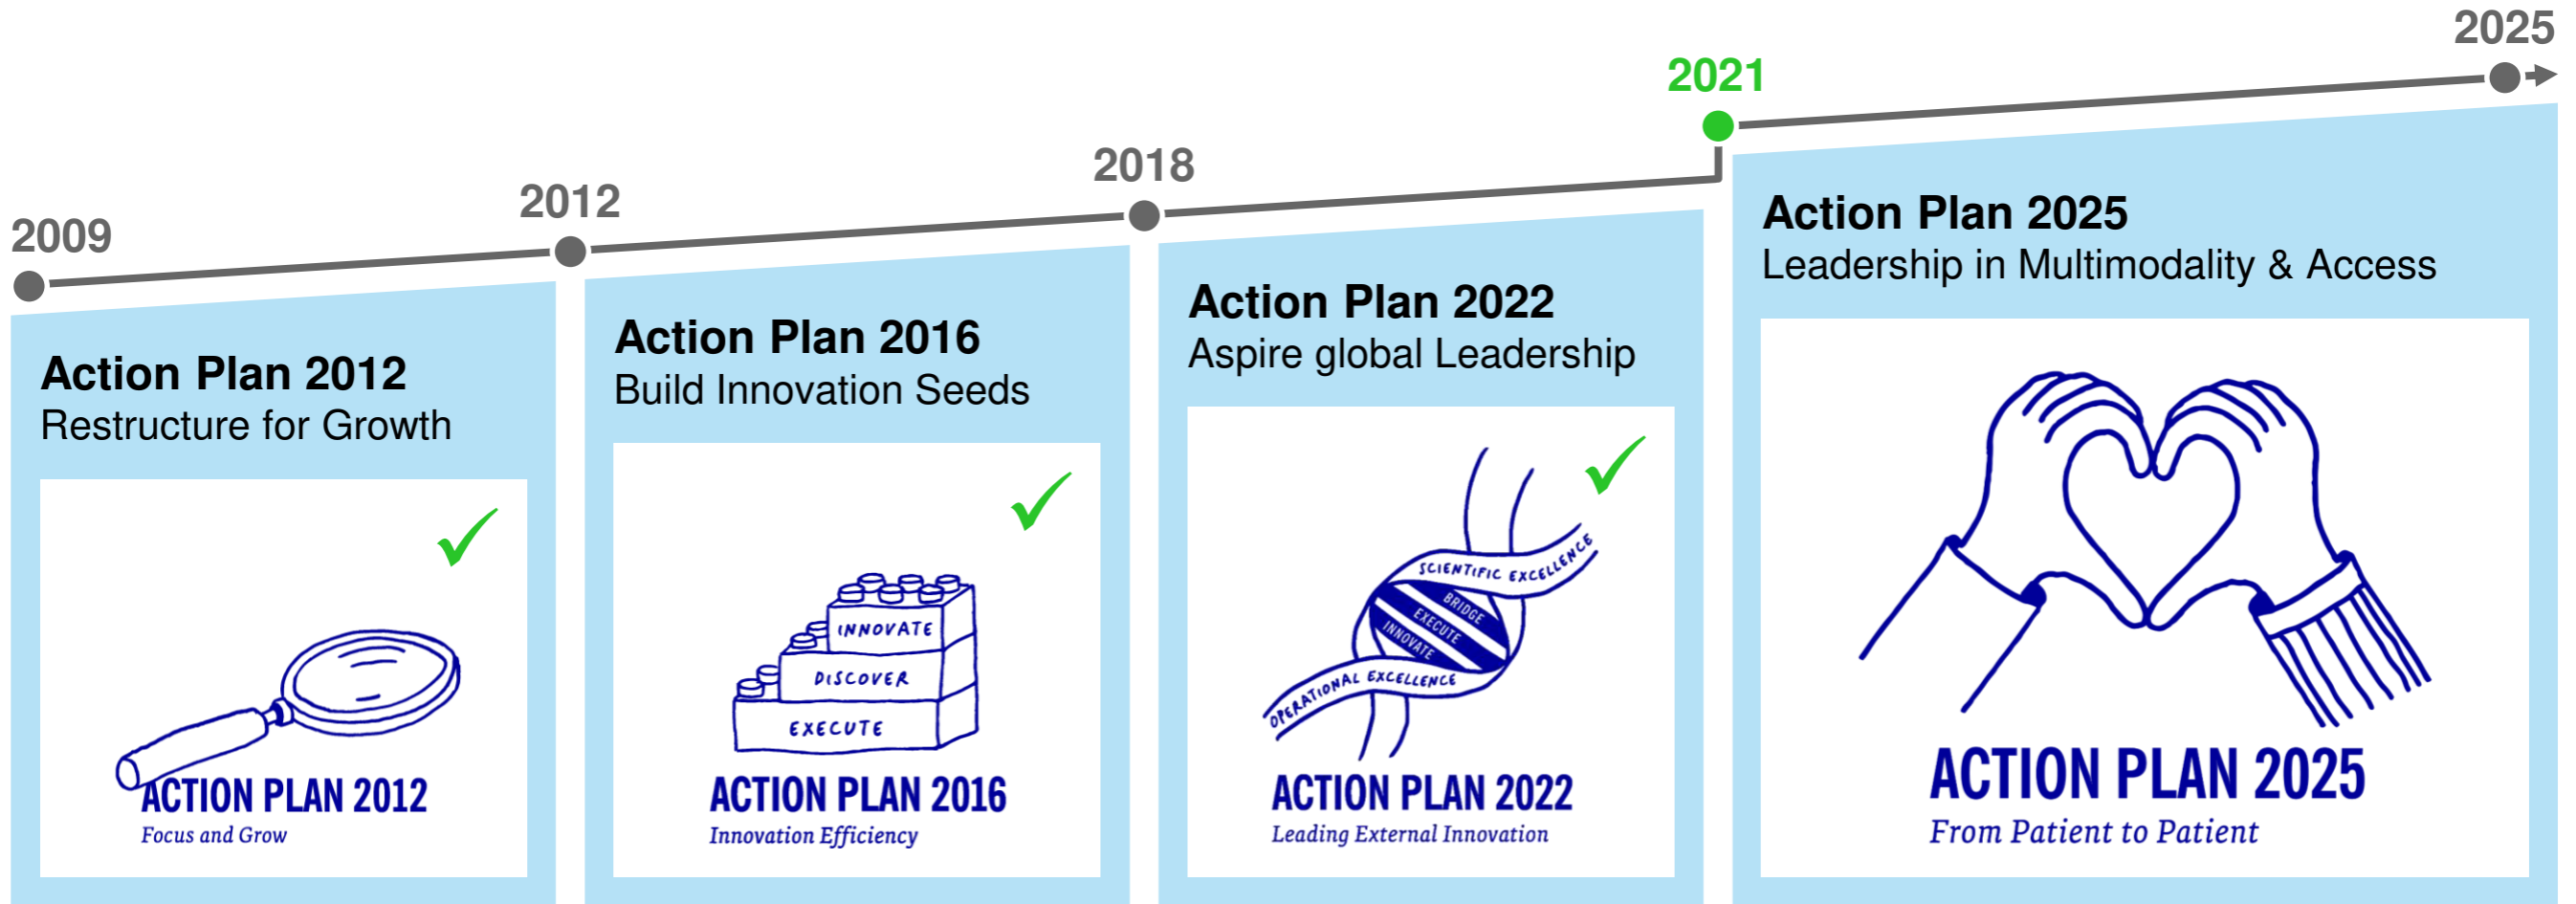 2009
2012
2018
2021
2025
Action Plan 2012
Restructure for Growth
ACTION PLAN 2012
Focus and Grow
Action Plan 2016
Build Innovation Seeds
INNOVATE
DISCOVER
EXECUTE
ACTION PLAN 2016
Innovation Efficiency
Action Plan 2022
Aspire global Leadership
SCIENTIFIC EXCELLENCE
BRIDGE
EXECUTE
INNOVATE
OPERATIONAL EXCELLENCE
ACTION PLAN 2022
Leading External Innovation
Action Plan 2025
Leadership in Multimodality & Access
ACTION PLAN 2025
From Patient to Patient